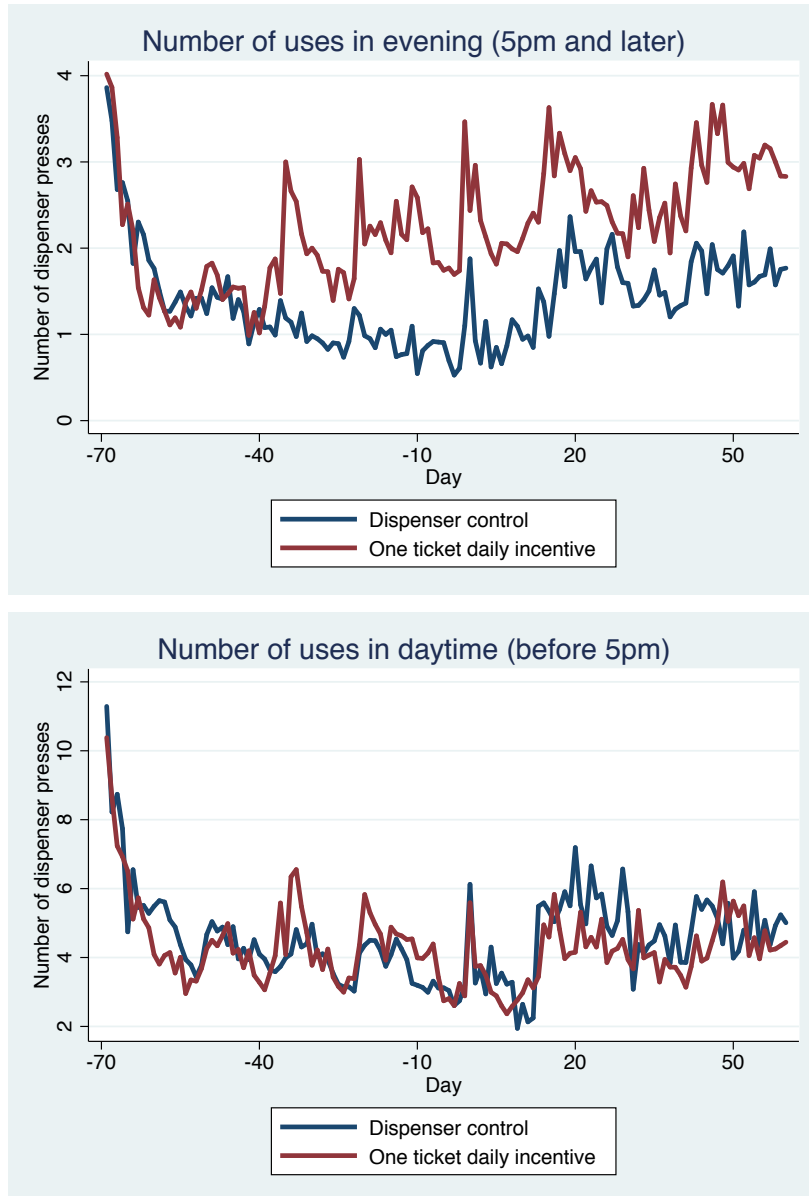 Number of uses in evening (5pm and later)
Number of dispenser presses
4
3
2
1
0
-70 -40 -10 20 50
Day
Dispenser control
One ticket daily incentive
Number of uses in daytime (before 5pm)
Number of dispenser presses
12
10
8
6
4
2
-70 -40 -10 20 50
Day
Dispenser control
One ticket daily incentive